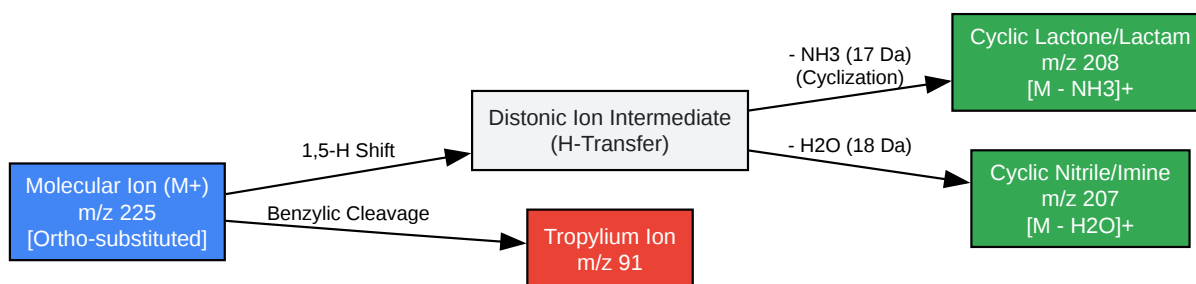 Molecular Ion (M+)
m/z 225
[Ortho-substituted]
1,5-H Shift
Benzylic Cleavage
Distonic Ion Intermediate
(H-Transfer)
Tropylium Ion
m/z 91
- NH3 (17 Da)
(Cyclization)
- H2O (18 Da)
Cyclic Lactone/Lactam
m/z 208
[M - NH3]+
Cyclic Nitrile/Imine
m/z 207
[M - H2O]+